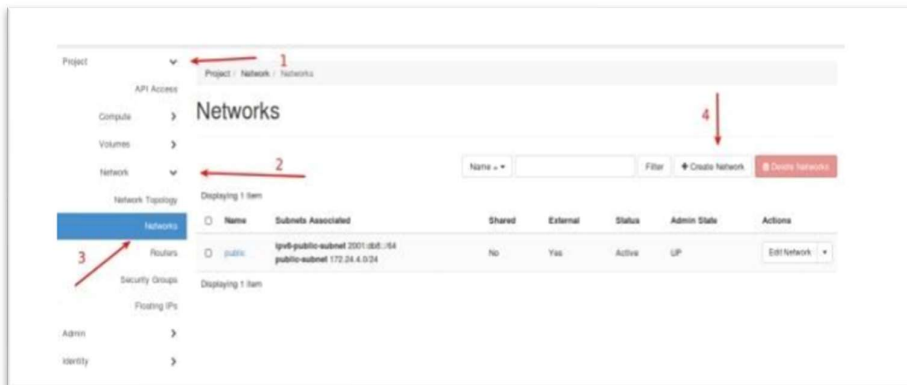 Project
1
Project / Network / Networks
API Access
Networks
Compute
4
Volumes
Network
2
Name
Filter
+ Create Network
Delete Networks
Network Topology
Displaying 1 item
Networks
Name Subnets Associated Shared External Status Admin State Actions
3
Routers
public ipv6-public-subnet 2001:db8::/64 No Yes Active UP Edit Network
public-subnet 172.24.4.0/24
Security Groups
Displaying 1 item
Floating IPs
Admin
Identity